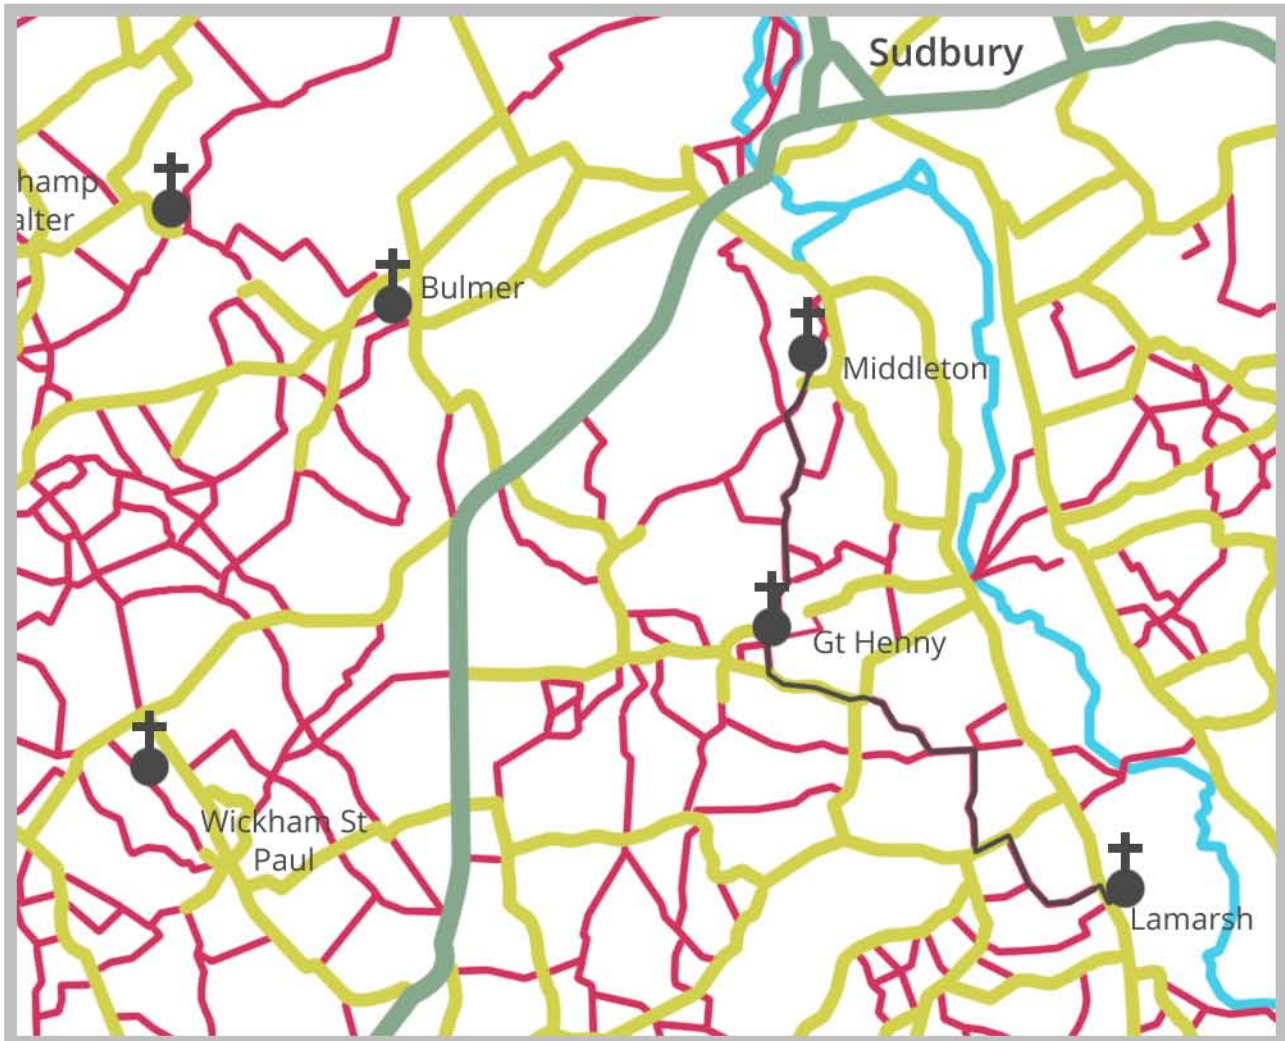 Sudbury
hamp
alter
Bulmer
Middleton
Gt Henny
Wickham St
Paul
Lamarsh